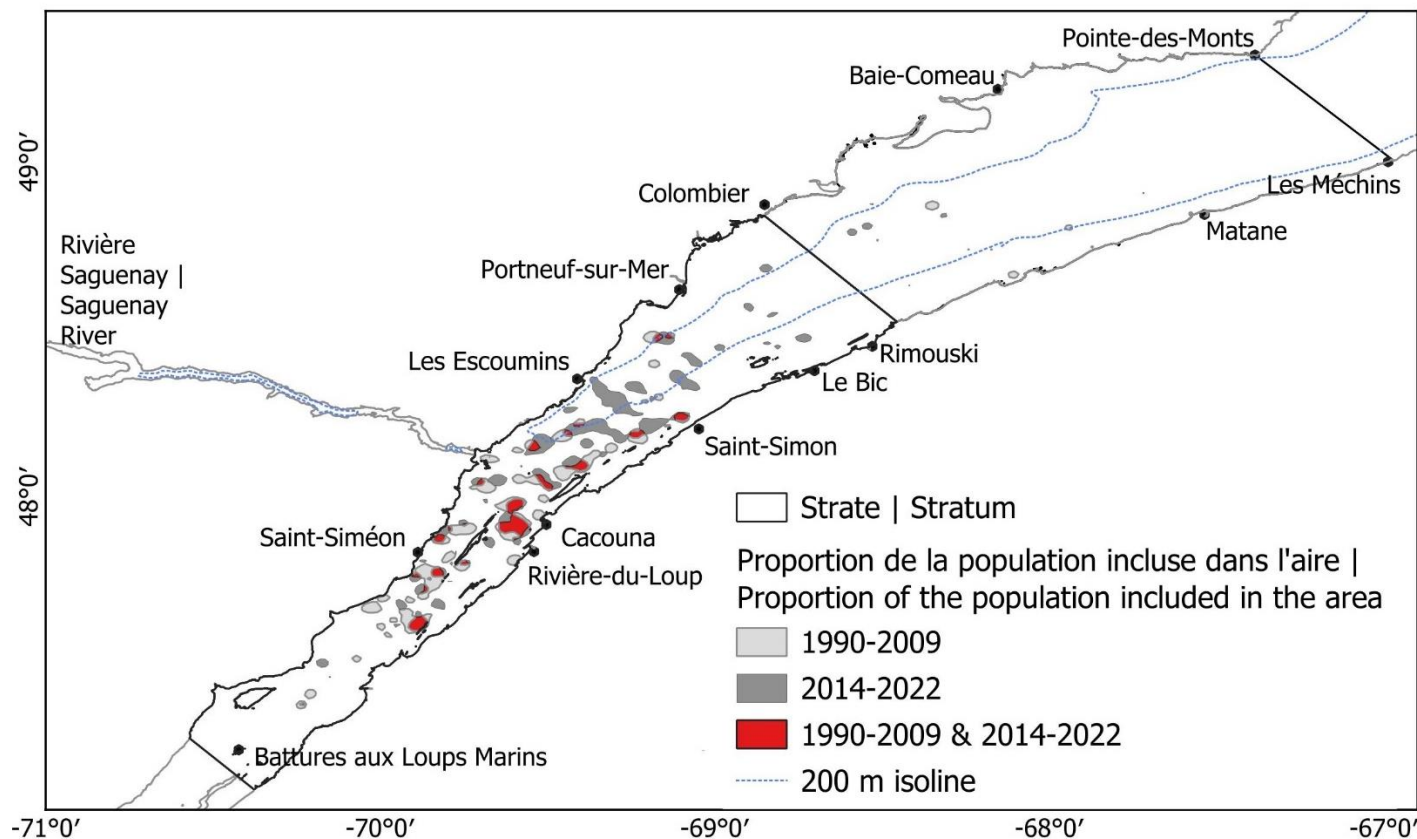 Pointe-des-Monts
Baie-Comeau
49°0′
Colombier
Les Méchins
Matane
Rivière
Saguenay |
Saguenay
River
Portneuf-sur-Mer
Les Escoumins
Rimouski
Le Bic
Saint-Simon
48°0′
Saint-Siméon
Cacouna
Rivière-du-Loup
Battures aux Loups Marins
Strate | Stratum
Proportion de la population incluse dans l'aire |
Proportion of the population included in the area
1990-2009
2014-2022
1990-2009 & 2014-2022
200 m isoline
-71°0′
-70°0′
-69°0′
-68°0′
-67°0′